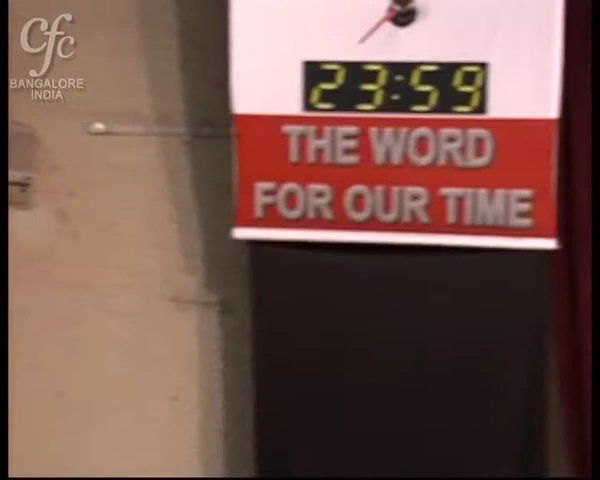 cfc
BANGALORE
INDIA
23:59
THE WORD
FOR OUR TIME